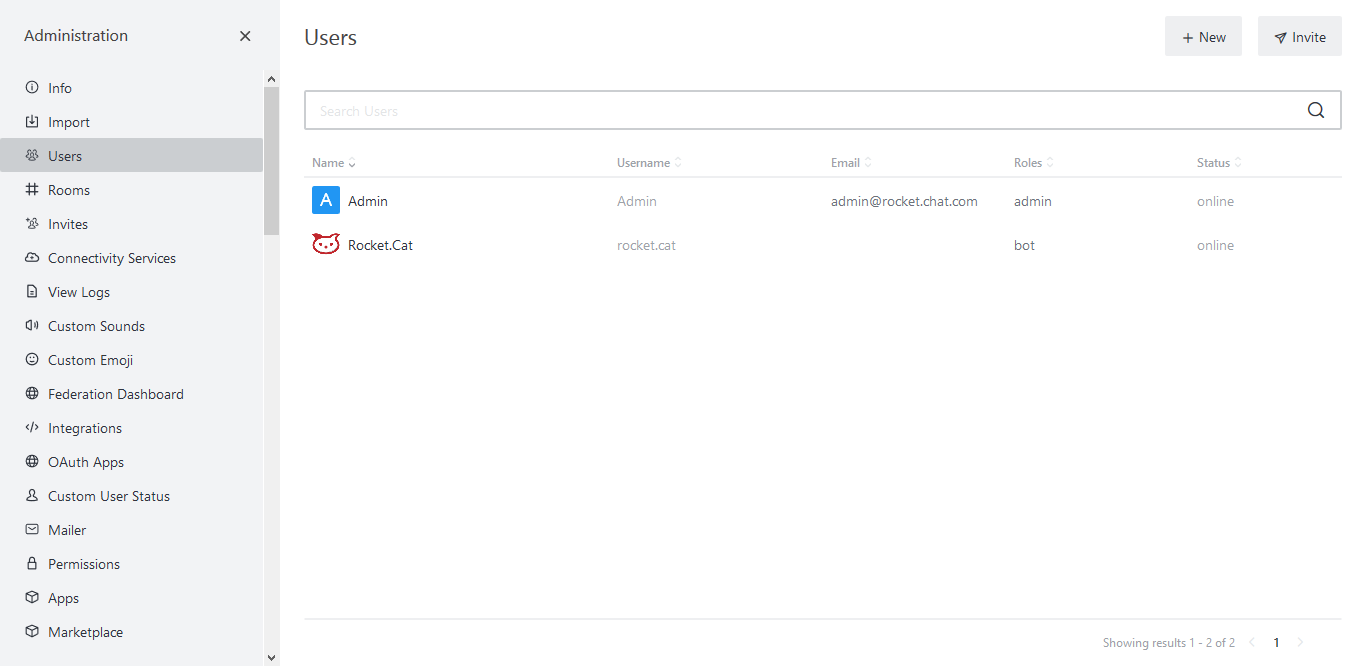 Administration
Info
Import
Users
Rooms
Invites
Connectivity Services
View Logs
Custom Sounds
Custom Emoji
Federation Dashboard
Integrations
OAuth Apps
Custom User Status
Mailer
Permissions
Apps
Marketplace
Users
+ New
Invite
Search Users
Name Username Email Roles Status
A Admin Admin admin@rocket.chat.com admin online
Rocket.Cat rocket.cat bot online
Showing results 1 - 2 of 2 < 1 >